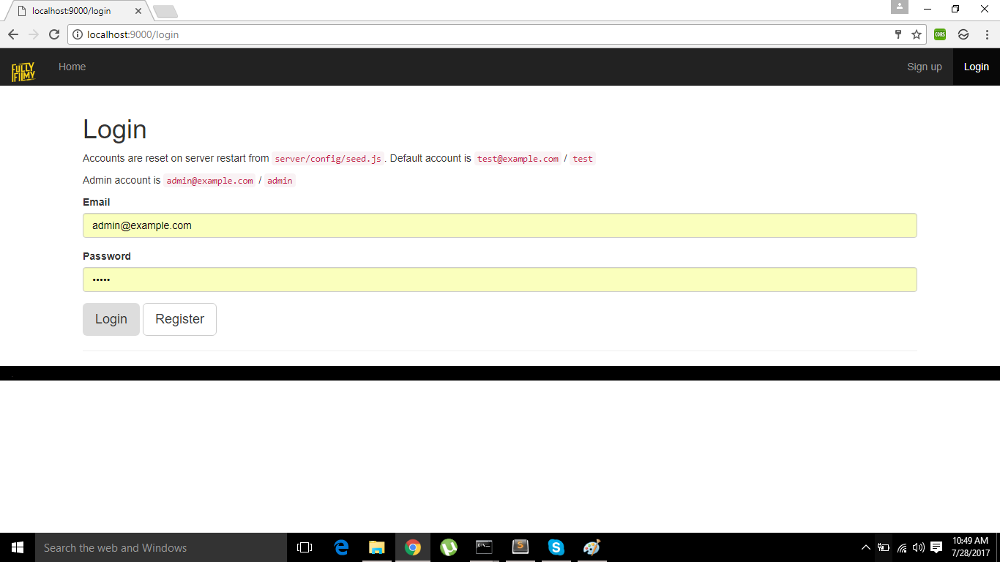 localhost:9000/login
localhost:9000/login
CORS
FULLY FILMY
Home
Sign up
Login
Login
Accounts are reset on server restart from server/config/seed.js. Default account is test@example.com / test
Admin account is admin@example.com / admin
Email
admin@example.com
Password
•••••
Login
Register
Search the web and Windows
10:49 AM
7/28/2017